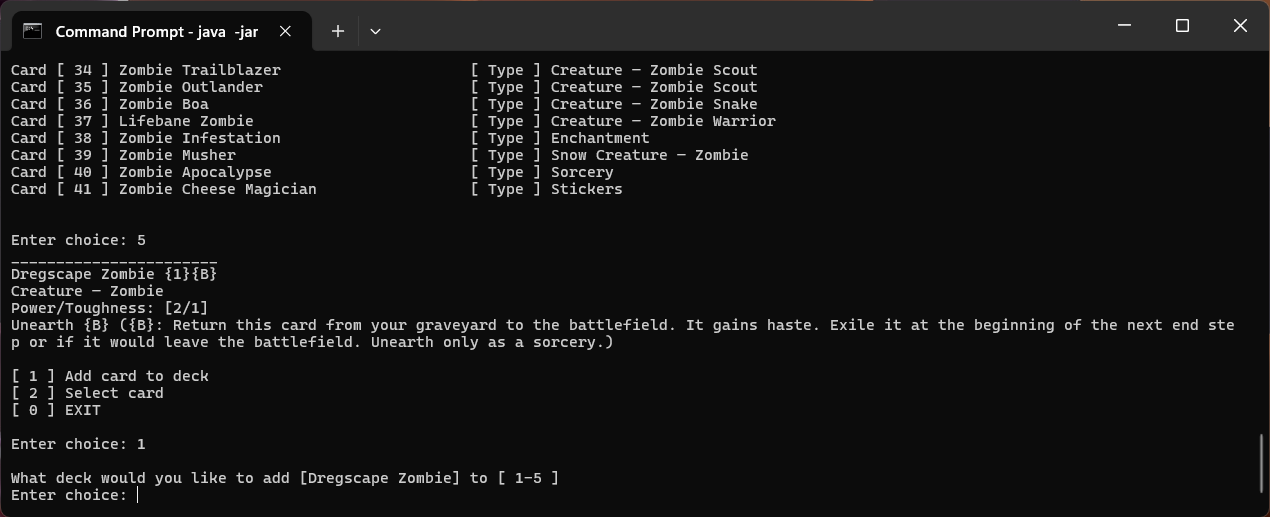 Command Prompt - java  -jar
Card [ 34 ] Zombie Trailblazer                     [ Type ] Creature — Zombie Scout
Card [ 35 ] Zombie Outlander                       [ Type ] Creature — Zombie Scout
Card [ 36 ] Zombie Boa                             [ Type ] Creature — Zombie Snake
Card [ 37 ] Lifebane Zombie                        [ Type ] Creature — Zombie Warrior
Card [ 38 ] Zombie Infestation                     [ Type ] Enchantment
Card [ 39 ] Zombie Musher                          [ Type ] Snow Creature — Zombie
Card [ 40 ] Zombie Apocalypse                      [ Type ] Sorcery
Card [ 41 ] Zombie Cheese Magician                 [ Type ] Stickers
Enter choice: 5
_______________________
Dregscape Zombie {1}{B}
Creature — Zombie
Power/Toughness: [2/1]
Unearth {B} ({B}: Return this card from your graveyard to the battlefield. It gains haste. Exile it at the beginning of the next end ste
p or if it would leave the battlefield. Unearth only as a sorcery.)
[ 1 ] Add card to deck
[ 2 ] Select card
[ 0 ] EXIT
Enter choice: 1
What deck would you like to add [Dregscape Zombie] to [ 1-5 ]
Enter choice: